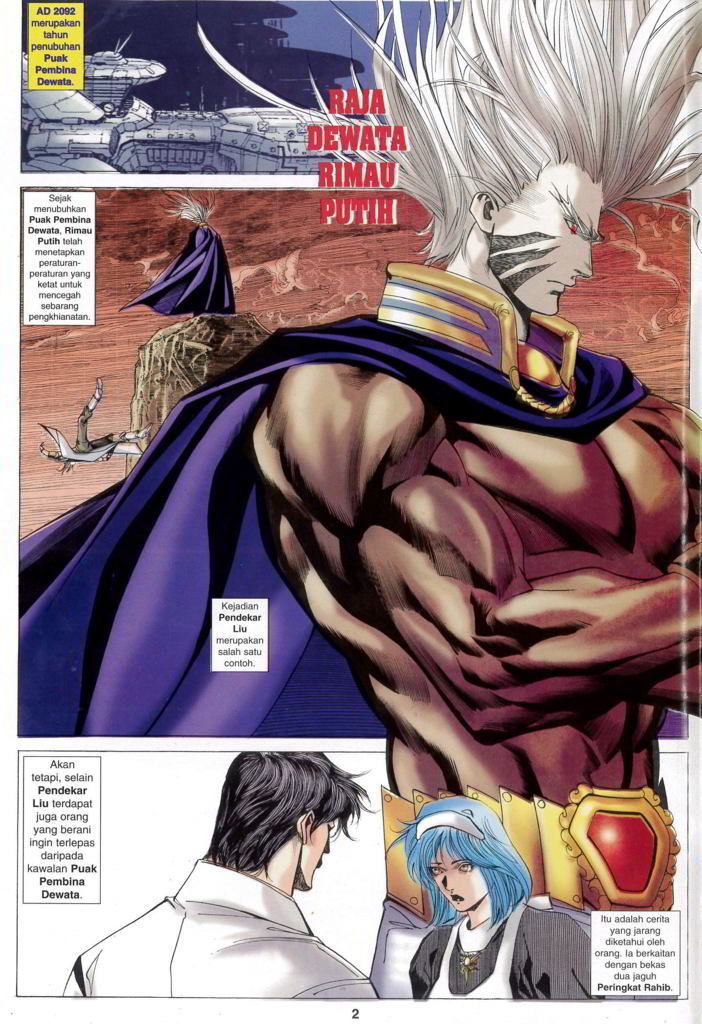 AD 2092
merupakan
tahun
penubuhan
Puak
Pembina
Dewata.
RAJA
DEWATA
RIMAU
PUTIH
Sejak
menubuhkan
Puak Pembina
Dewata, Rimau
Putih telah
menetapkan
peraturan-
peraturan yang
ketat untuk
mencegah
sebarang
pengkhianatan.
Kejadian
Pendekar
Liu
merupakan
salah satu
contoh.
Akan
tetapi, selain
Pendekar
Liu terdapat
juga orang
yang berani
ingin terlepas
daripada
kawalan Puak
Pembina
Dewata.
Itu adalah cerita
yang jarang
diketahui oleh
orang. Ia berkaitan
dengan bekas
dua jaguh
Peringkat Rahib.
2